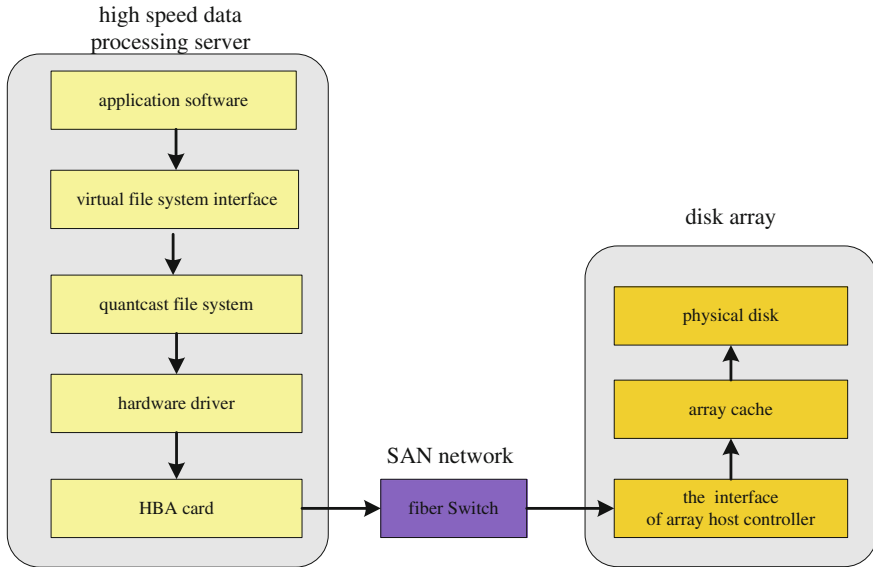 high speed data
processing server
application software
virtual file system interface
quantcast file system
hardware driver
HBA card
SAN network
fiber Switch
disk array
physical disk
array cache
the interface
of array host controller